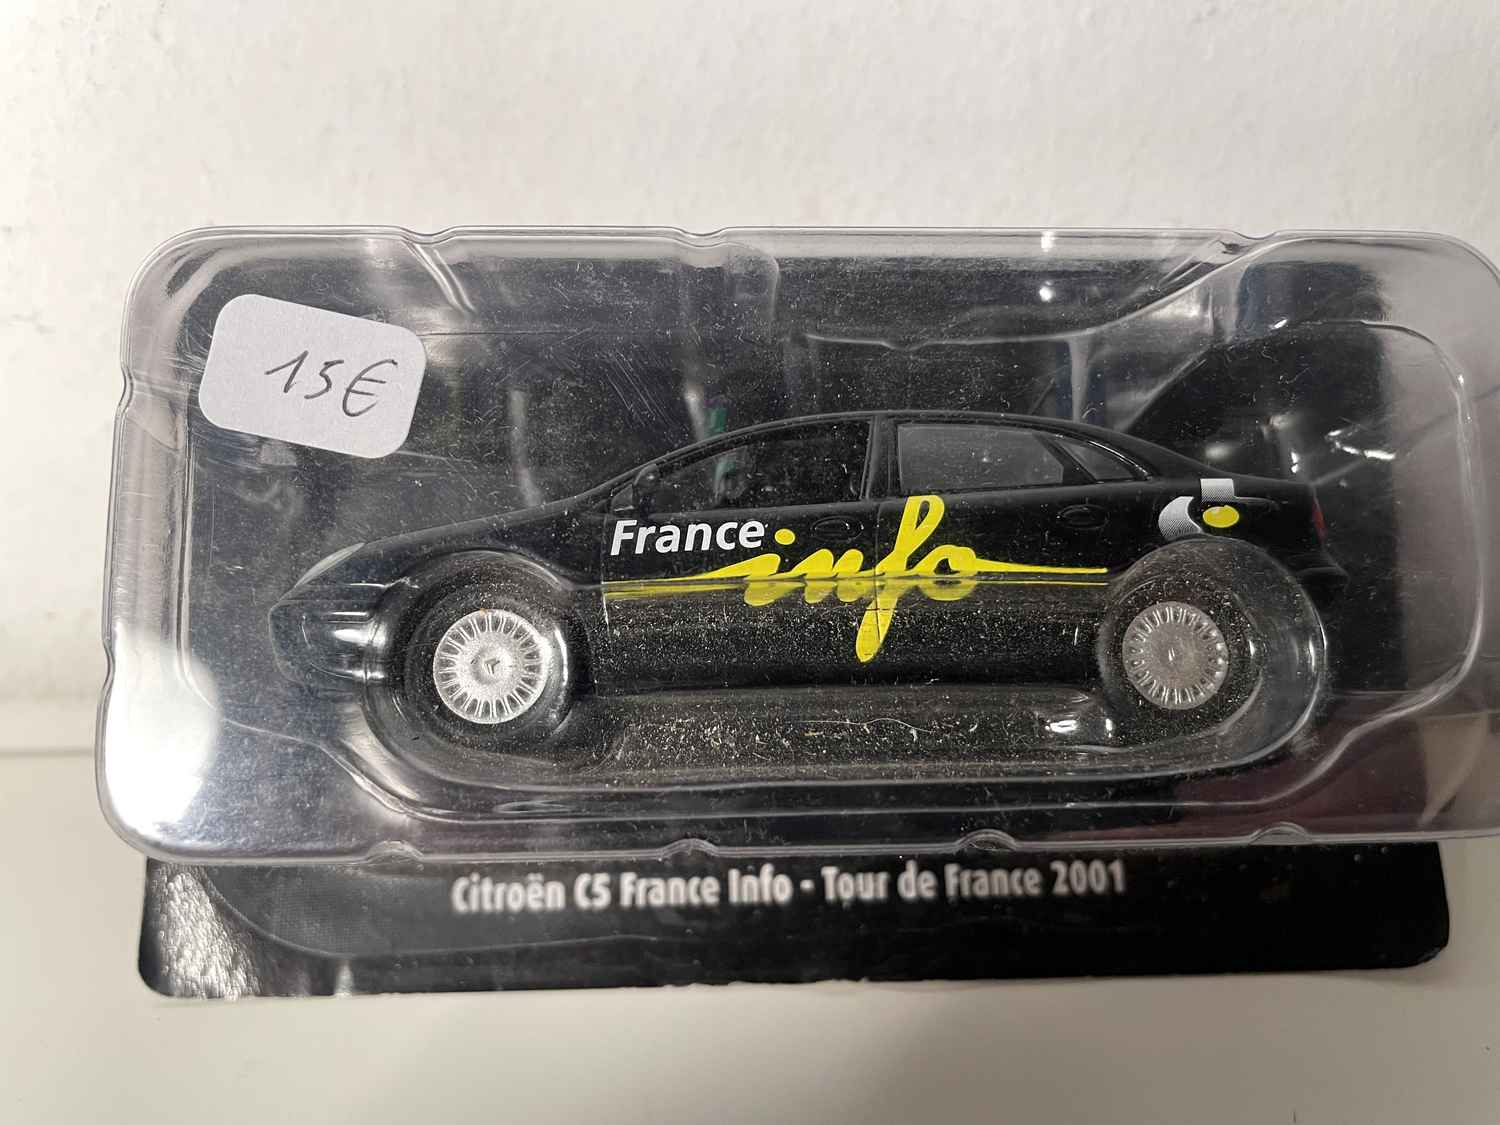 15€
France
info
i
Citroën C5 France Info - Tour de France 2001